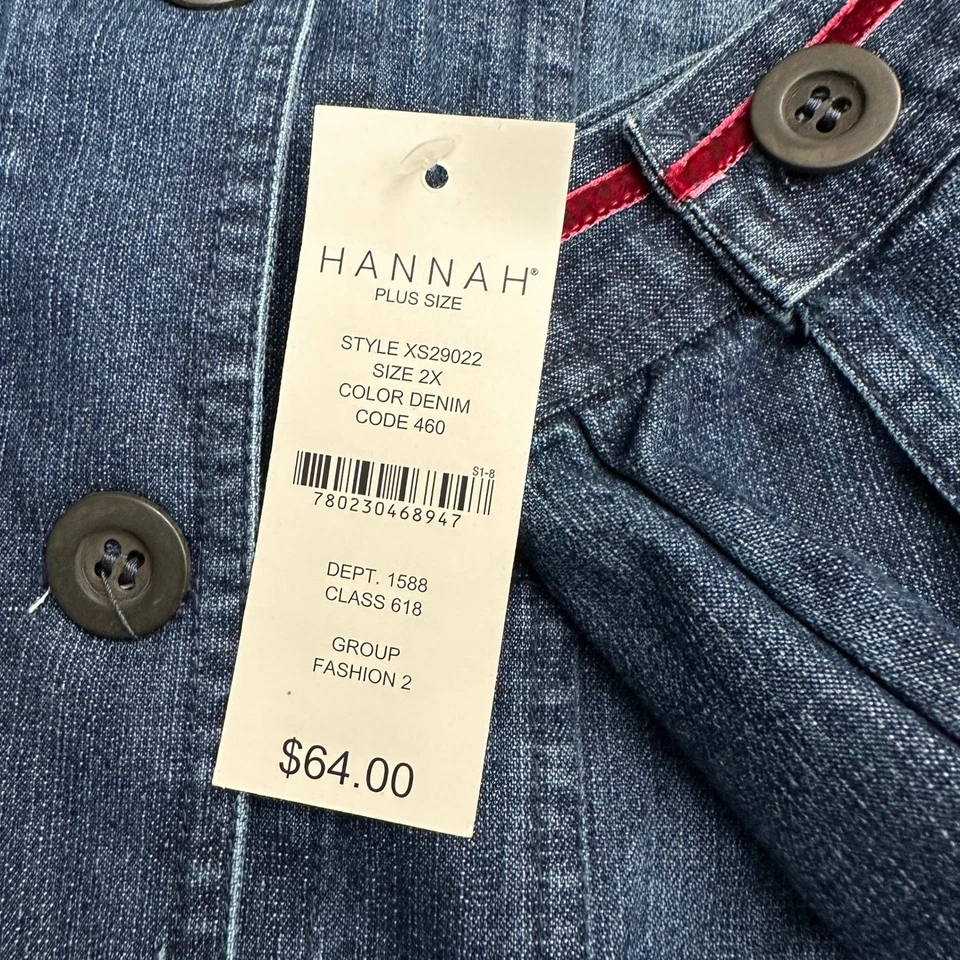 HANNAH®
PLUS SIZE
STYLE XS29022
SIZE 2X
COLOR DENIM
CODE 460
S1-8
780230468947
DEPT. 1588
CLASS 618
GROUP
FASHION 2
$64.00